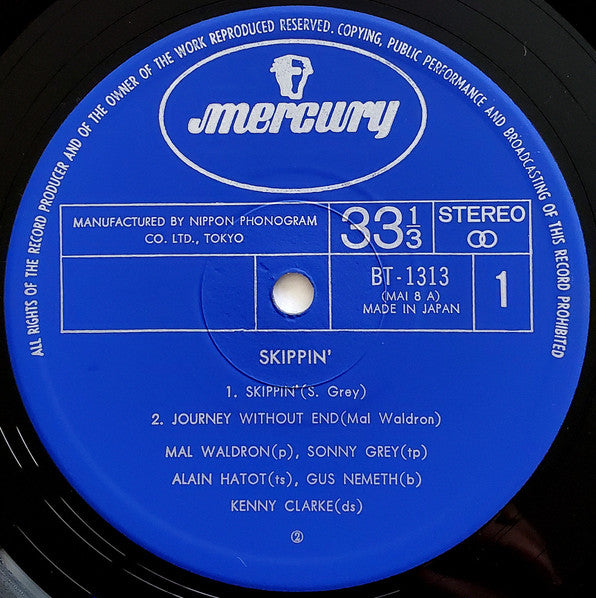 ALL RIGHTS OF THE RECORD PRODUCER AND OF THE OWNER OF THE WORK REPRODUCED RESERVED. COPYING, PUBLIC PERFORMANCE AND BROADCASTING OF THIS RECORD PROHIBITED
mercury
MANUFACTURED BY NIPPON PHONOGRAM
CO. LTD., TOKYO
33 1/3
STEREO
BT-1313
(MAI 8 A)
MADE IN JAPAN
1
SKIPPIN'
1. SKIPPIN'(S. Grey)
2. JOURNEY WITHOUT END(Mal Waldron)
MAL WALDRON(p), SONNY GREY(tp)
ALAIN HATOT(ts), GUS NEMETH(b)
KENNY CLARKE(ds)
②